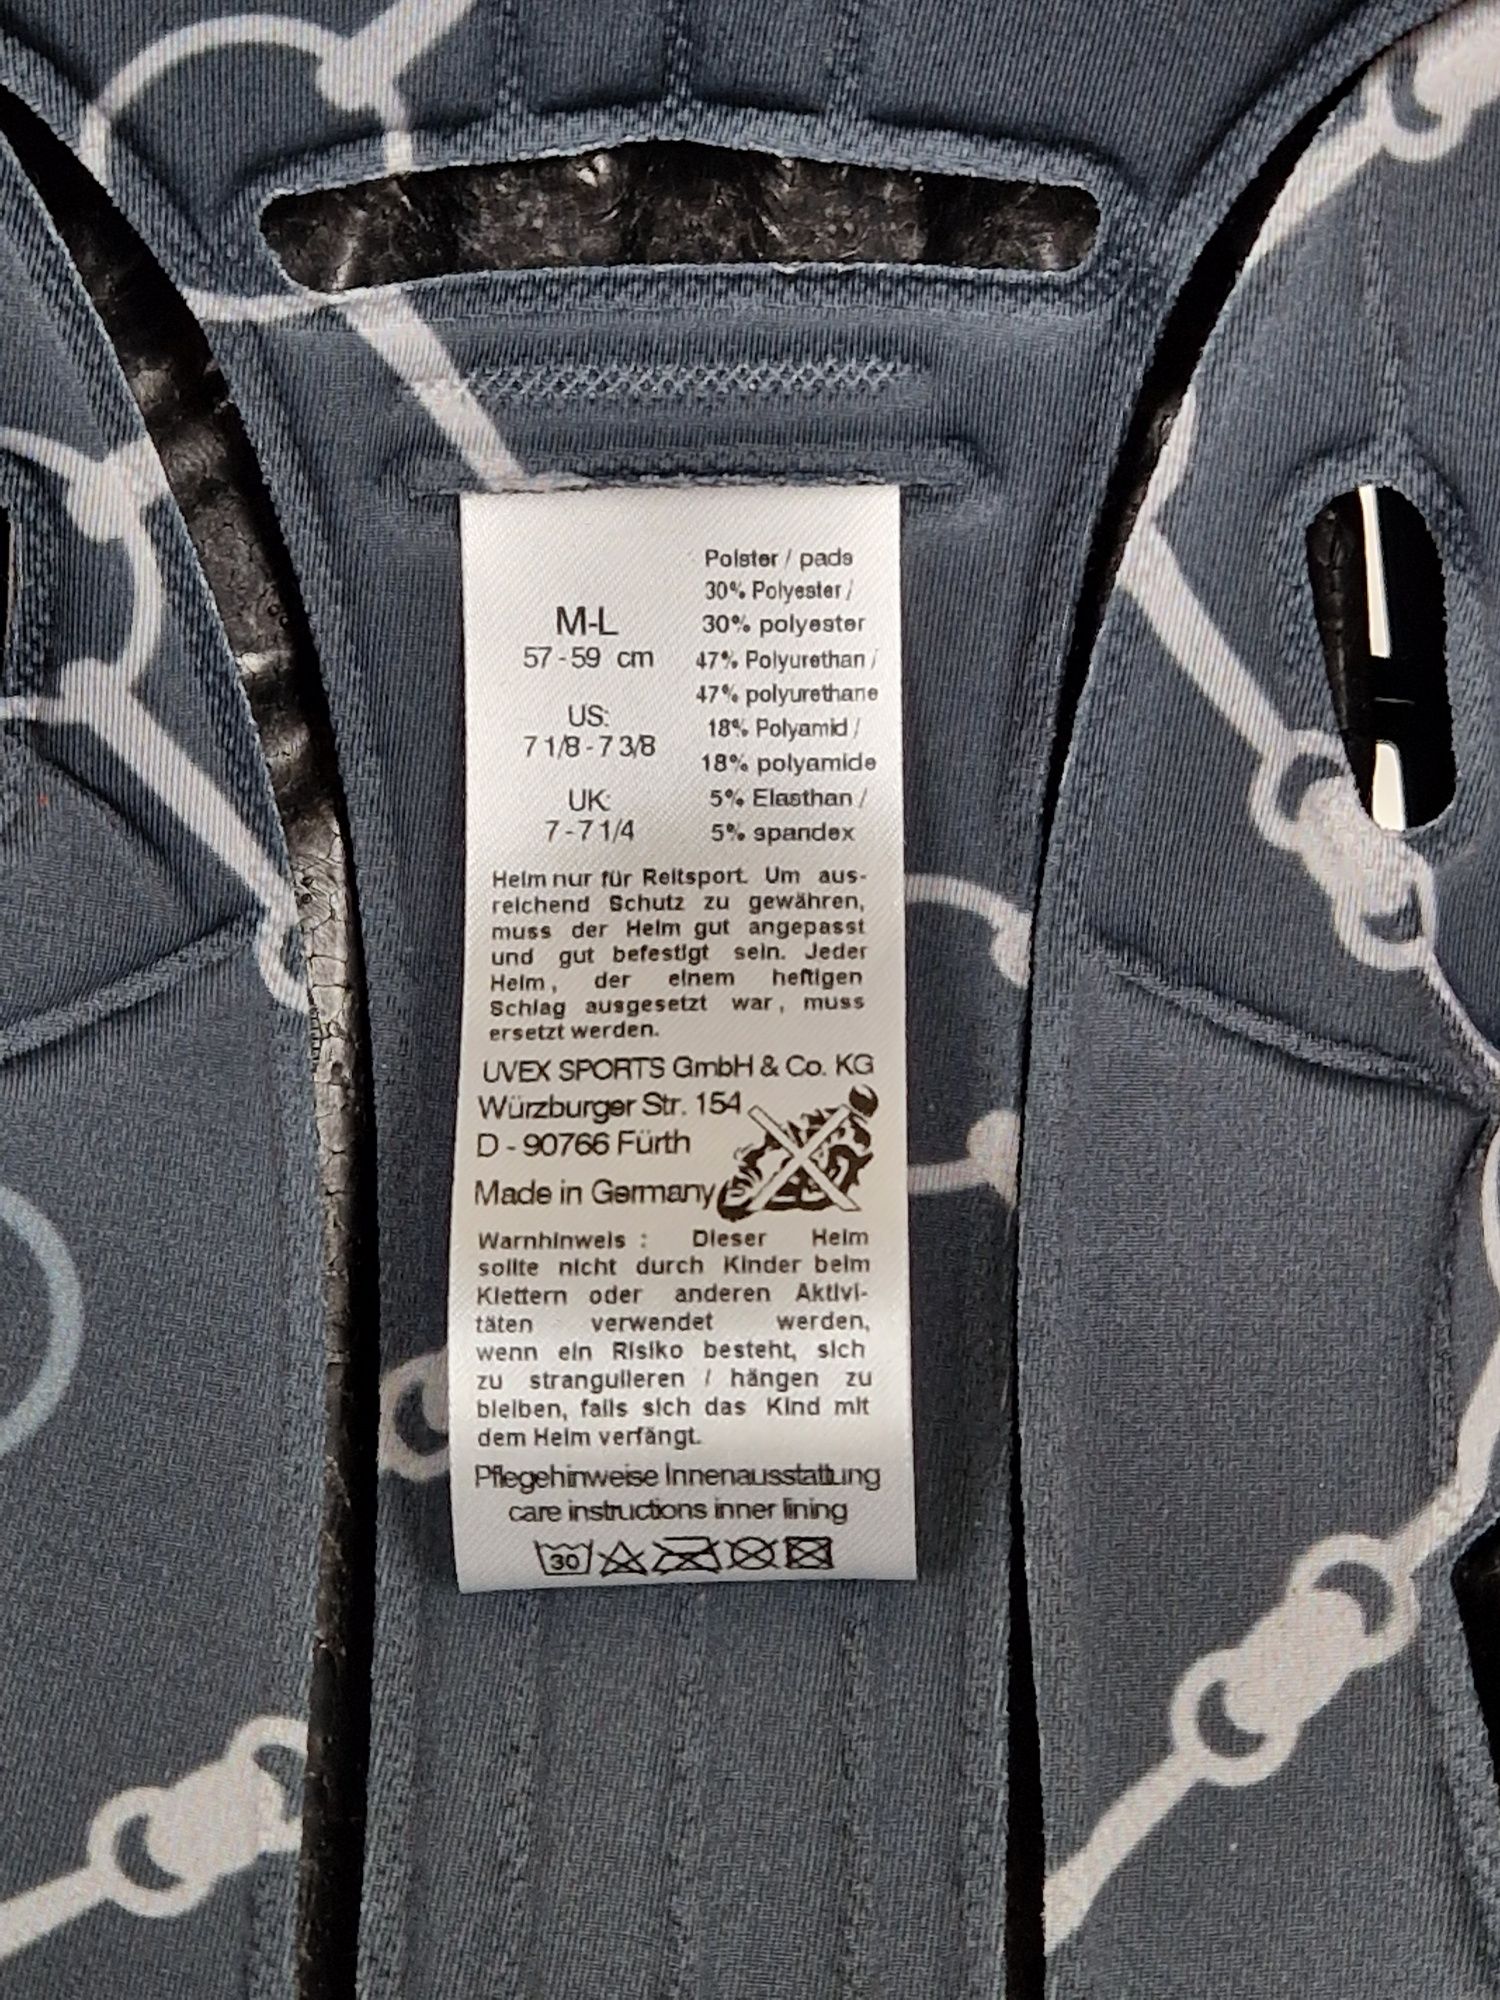 M-L
57-59 cm
US:
7 1/8 - 7 3/8
UK:
7 - 7 1/4
Polster / pads
30% Polyester /
30% polyester
47% Polyurethan /
47% polyurethane
18% Polyamid /
18% polyamide
5% Elasthan /
5% spandex
Helm nur für Reitsport. Um aus-
reichend Schutz zu gewähren,
muss der Helm gut angepasst
und gut befestigt sein. Jeder
Helm, der einem heftigen
Schlag ausgesetzt war, muss
ersetzt werden.
UVEX SPORTS GmbH & Co. KG
Würzburger Str. 154
D - 90766 Fürth
Made in Germany
Warnhinweis : Dieser Helm
sollte nicht durch Kinder beim
Klettern oder anderen Aktivi-
täten verwendet werden,
wenn ein Risiko besteht, sich
zu strangulieren / hängen zu
bleiben, falls sich das Kind mit
dem Helm verfängt.
Pflegehinweise Innenausstattung
care instructions inner lining
30